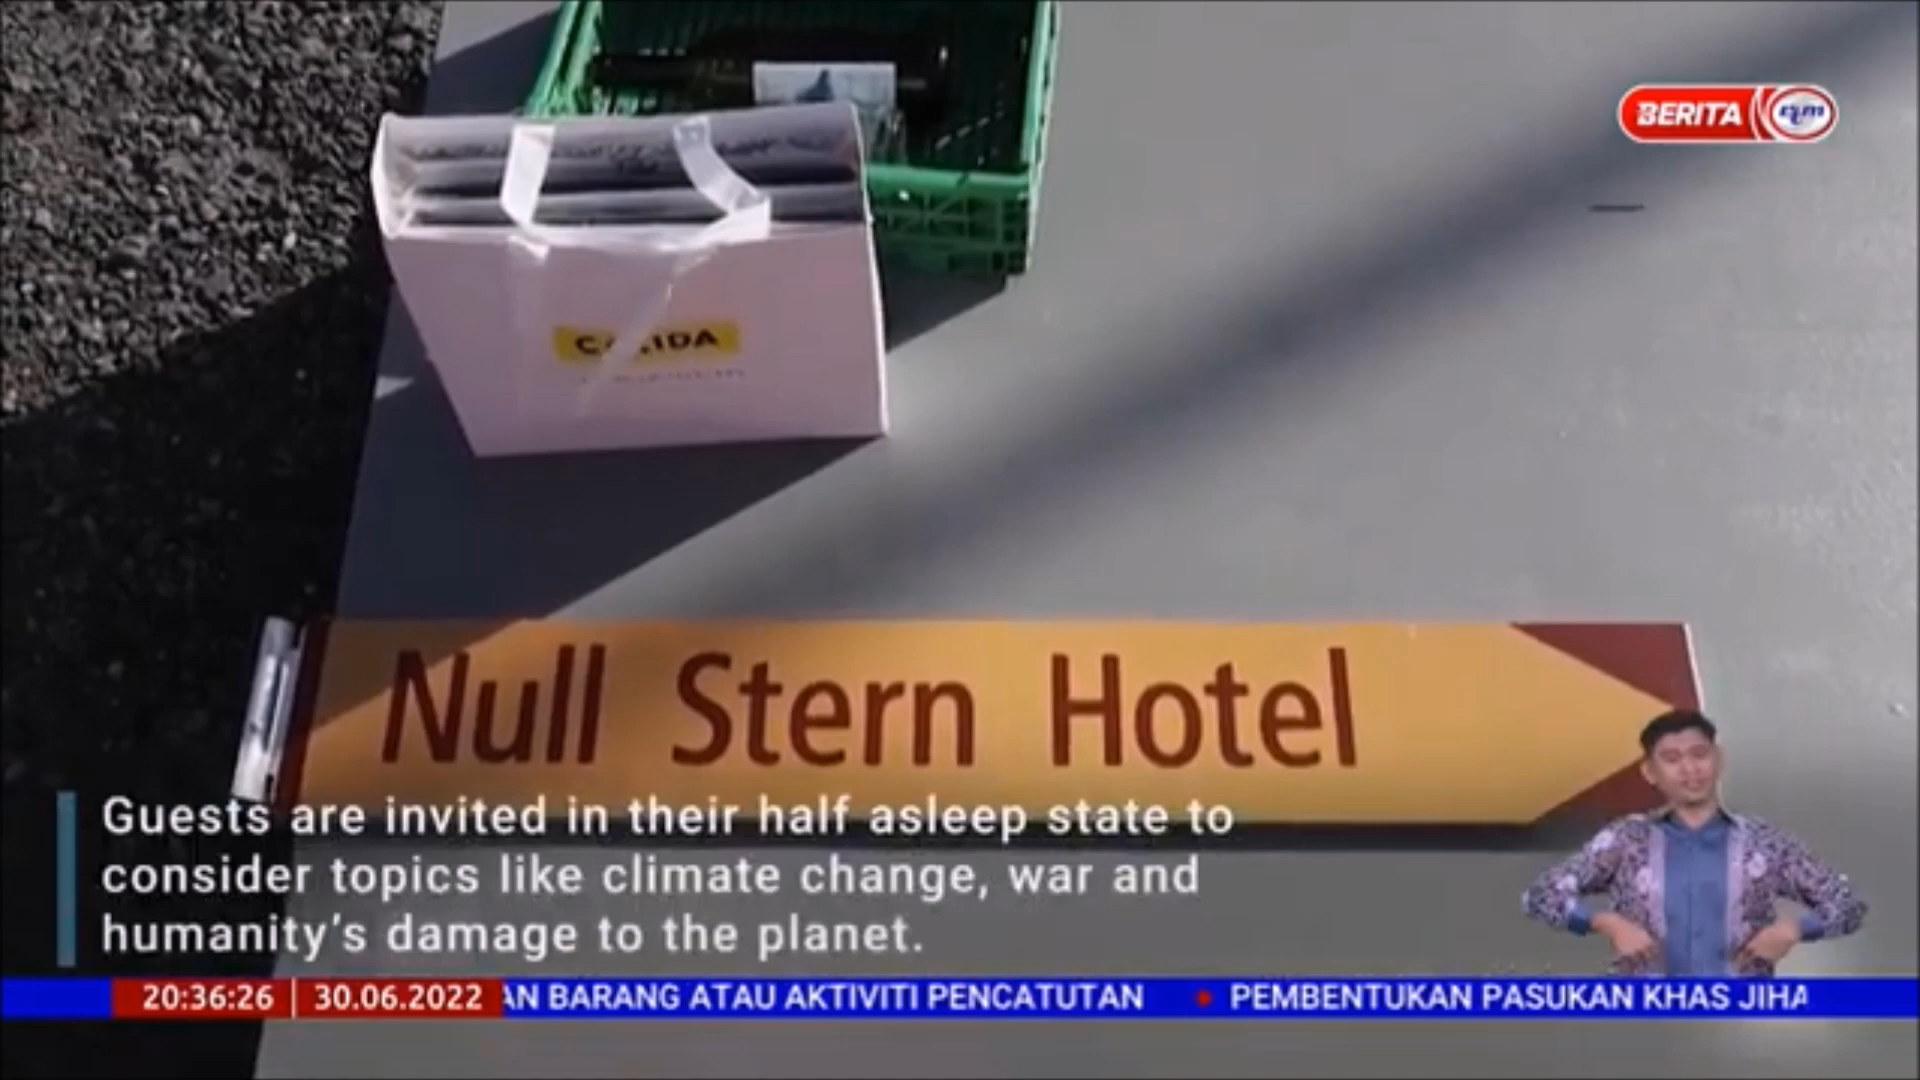 BERITA rtm
Null Stern Hotel
Guests are invited in their half asleep state to
consider topics like climate change, war and
humanity's damage to the planet.
20:36:26 30.06.2022 AN BARANG ATAU AKTIVITI PENCATUTAN • PEMBENTUKAN PASUKAN KHAS JIHA